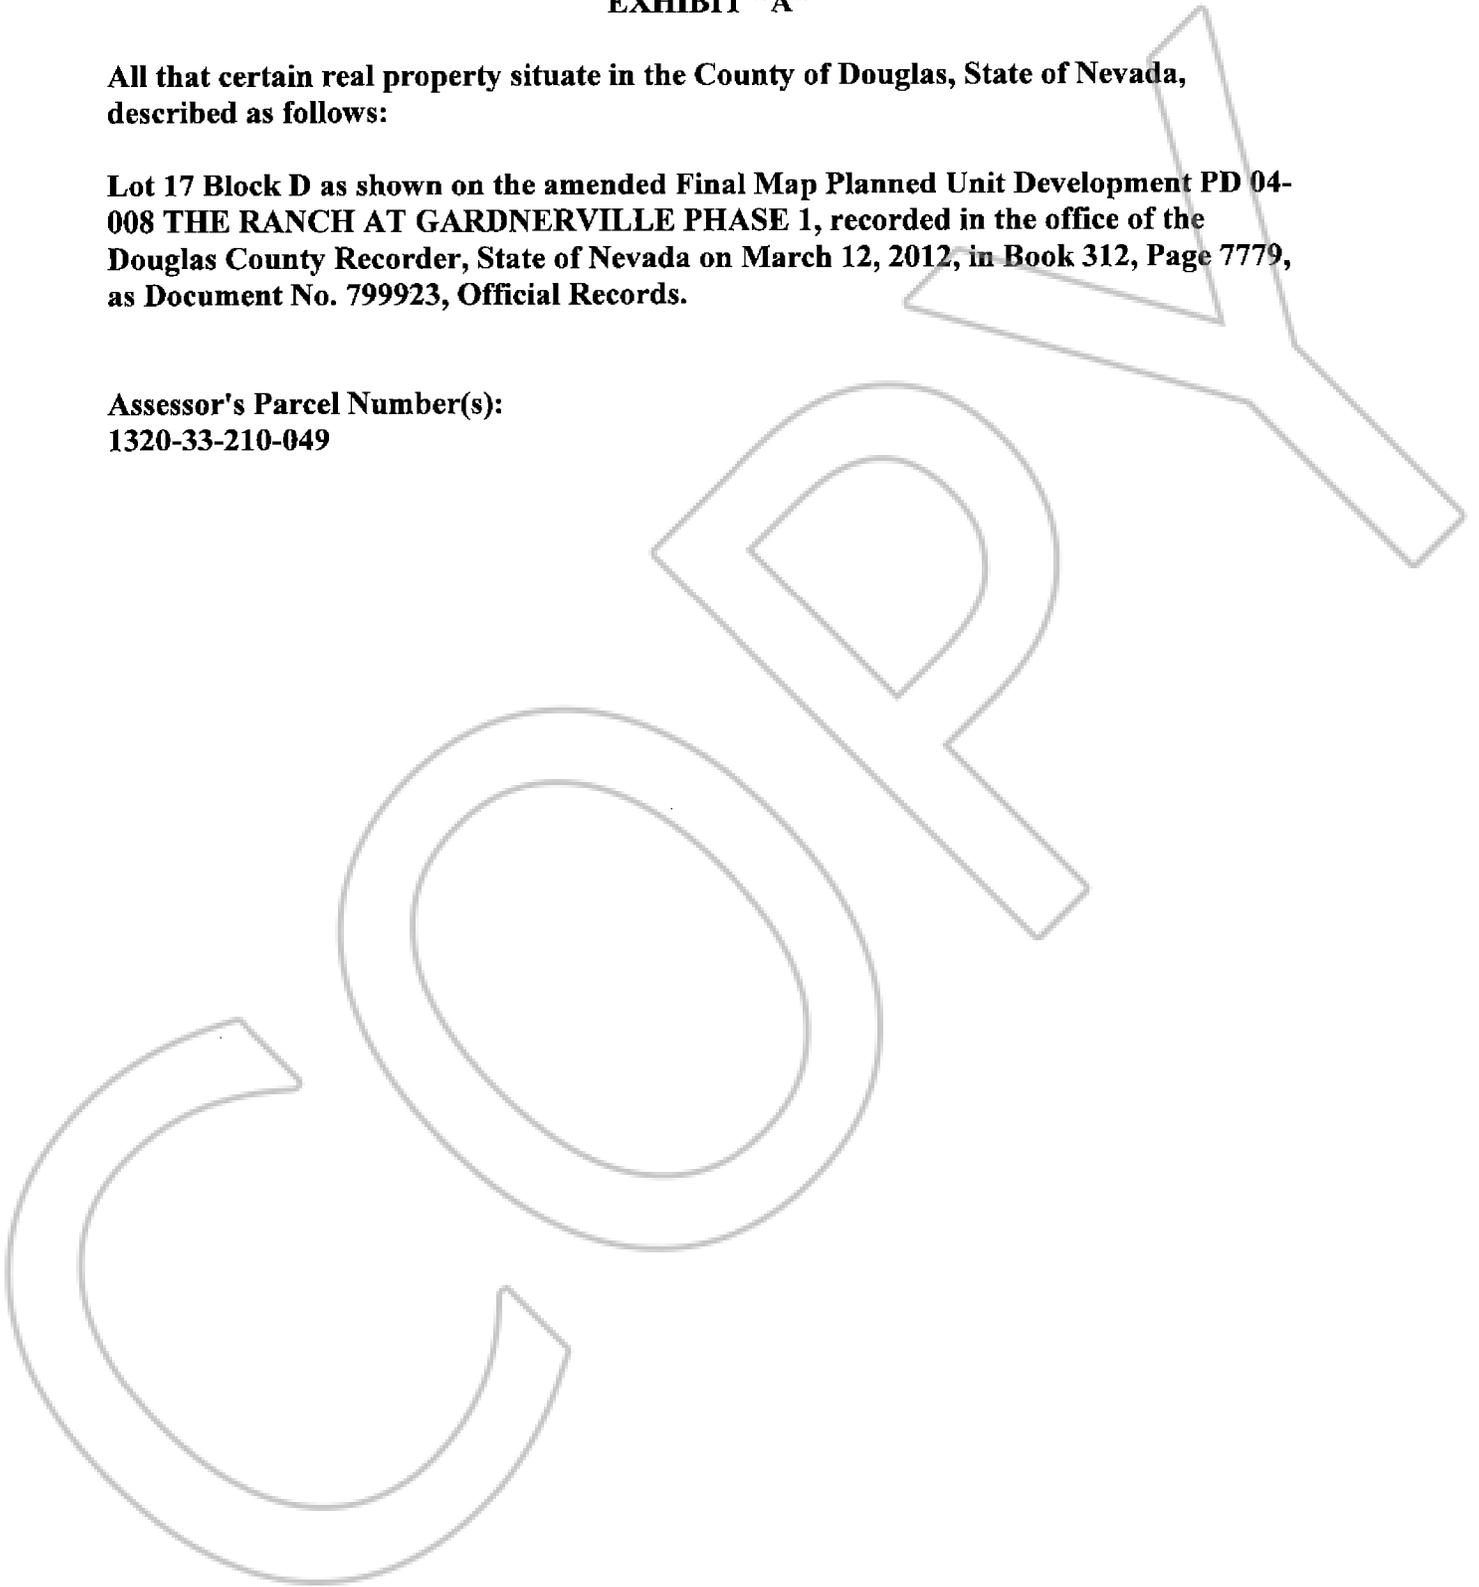 EXHIBIT "A"
All that certain real property situate in the County of Douglas, State of Nevada,
described as follows:
Lot 17 Block D as shown on the amended Final Map Planned Unit Development PD 04-
008 THE RANCH AT GARDNERVILLE PHASE 1, recorded in the office of the
Douglas County Recorder, State of Nevada on March 12, 2012, in Book 312, Page 7779,
as Document No. 799923, Official Records.
Assessor's Parcel Number(s):
1320-33-210-049
COPY